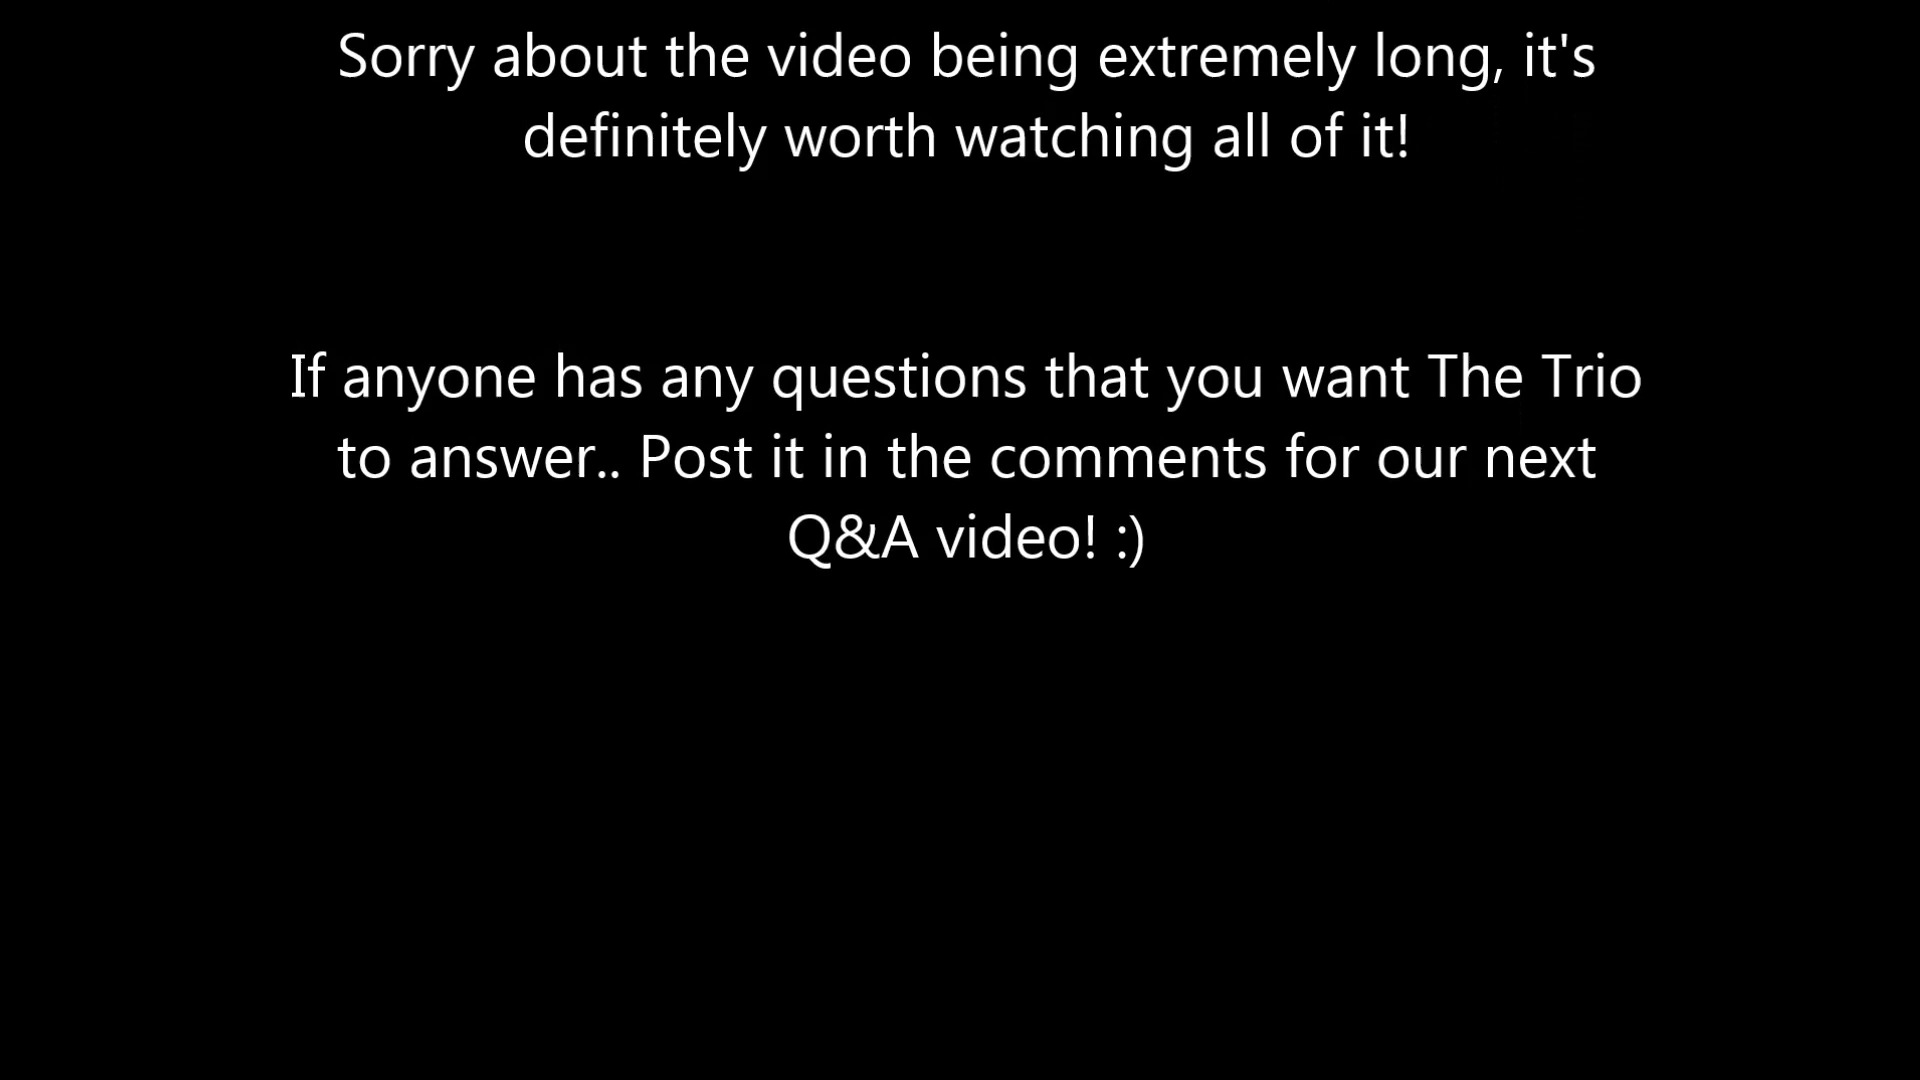 Sorry about the video being extremely long, it's
definitely worth watching all of it!
If anyone has any questions that you want The Trio
to answer.. Post it in the comments for our next
Q&A video! :)